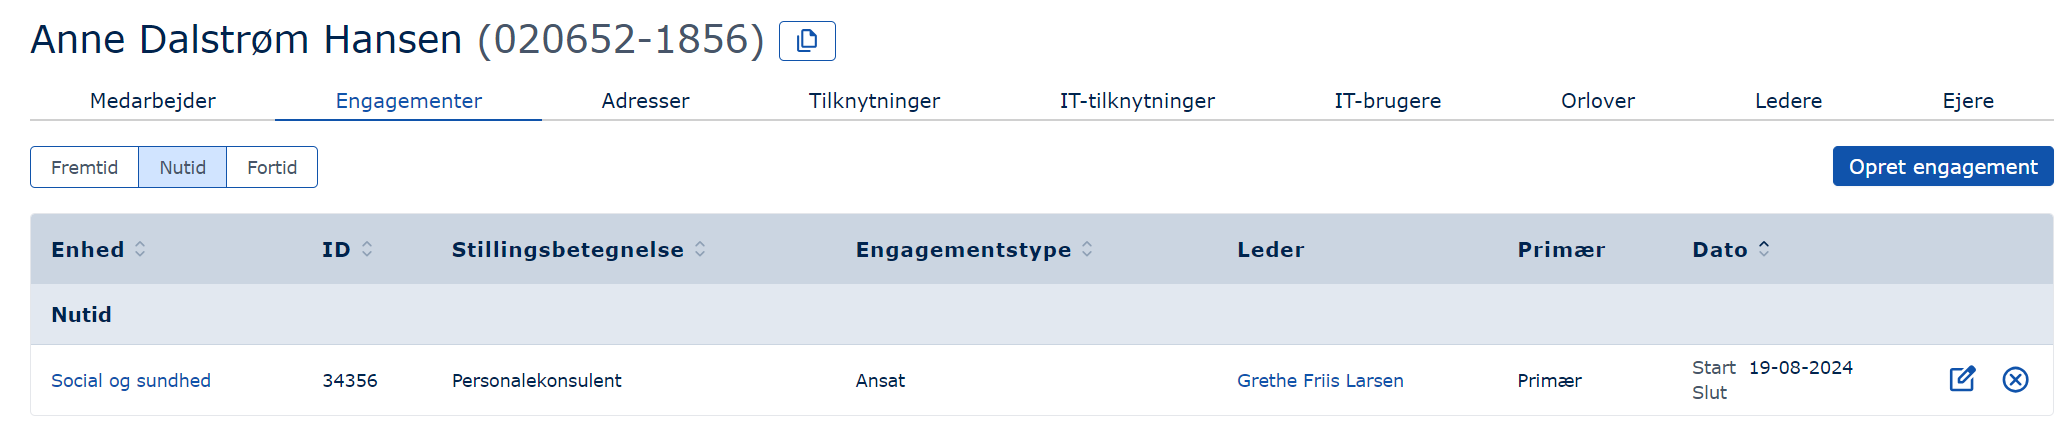 Anne Dalstrøm Hansen (020652-1856)
Medarbejder Engagementer Adresser Tilknytninger IT-tilknytninger IT-brugere Orlover Ledere Ejere
Fremtid Nutid Fortid Opret engagement
Enhed ID Stillingsbetegnelse Engagementstype Leder Primær Dato
Nutid
Social og sundhed 34356 Personalekonsulent Ansat Grethe Friis Larsen Primær Start 19-08-2024
Slut